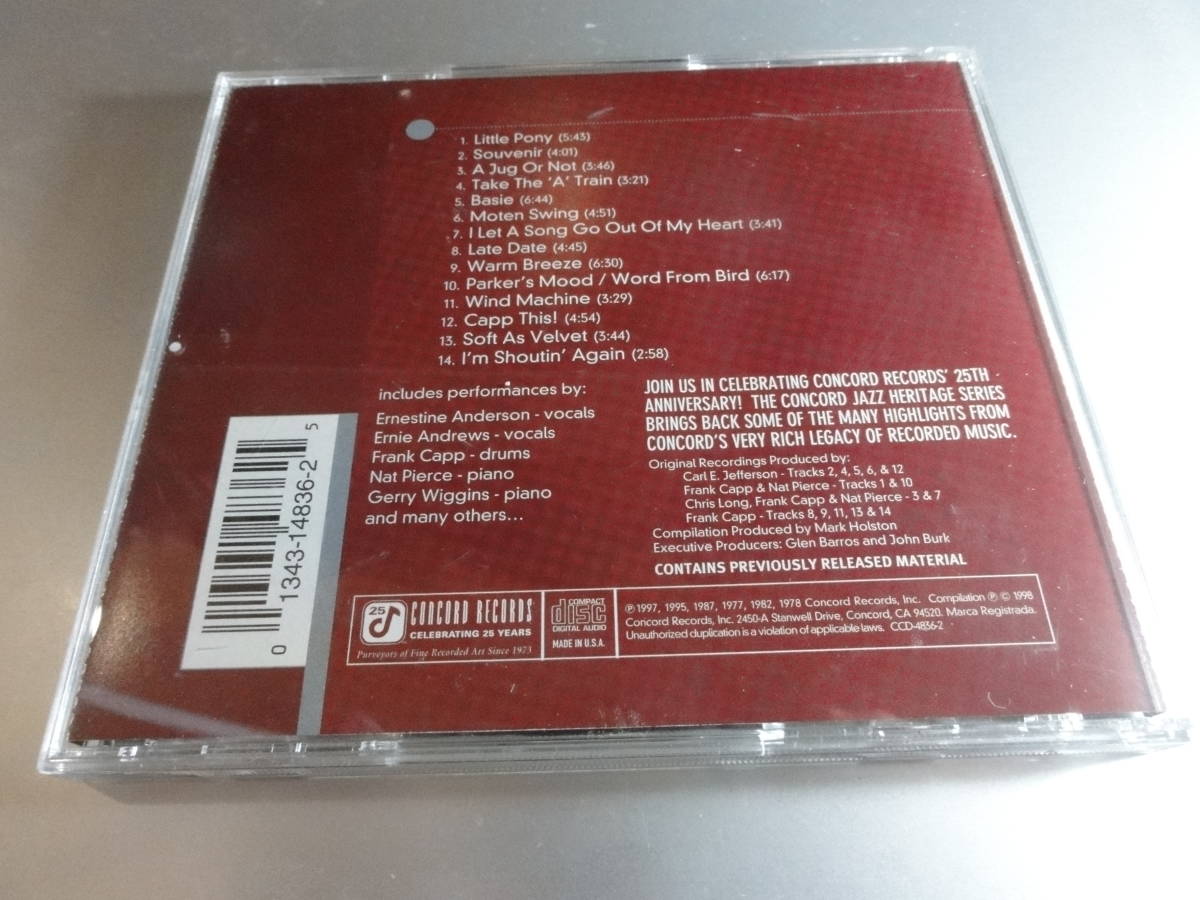 1. Little Pony (5:43)
2. Souvenir (4:01)
3. A Jug Or Not (3:46)
4. Take The 'A' Train (3:21)
5. Basie (6:44)
6. Moten Swing (4:51)
7. I Let A Song Go Out Of My Heart (3:41)
8. Late Date (4:45)
9. Warm Breeze (6:30)
10. Parker's Mood / Word From Bird (6:17)
11. Wind Machine (3:29)
12. Capp This! (4:54)
13. Soft As Velvet (3:44)
14. I'm Shoutin' Again (2:58)
includes performances by:
Ernestine Anderson - vocals
Ernie Andrews - vocals
Frank Capp - drums
Nat Pierce - piano
Gerry Wiggins - piano
and many others...
JOIN US IN CELEBRATING CONCORD RECORDS' 25TH
ANNIVERSARY! THE CONCORD JAZZ HERITAGE SERIES
BRINGS BACK SOME OF THE MANY HIGHLIGHTS FROM
CONCORD'S VERY RICH LEGACY OF RECORDED MUSIC.
Original Recordings Produced by:
Carl E. Jefferson - Tracks 2, 4, 5, 6, & 12
Frank Capp & Nat Pierce - Tracks 1 & 10
Chris Long, Frank Capp & Nat Pierce - 3 & 7
Frank Capp - Tracks 8, 9, 11, 13 & 14
Compilation Produced by Mark Holston
Executive Producers: Glen Barros and John Burk
CONTAINS PREVIOUSLY RELEASED MATERIAL
0 1343-14836-2 5
25
CONCORD RECORDS
CELEBRATING 25 YEARS
Purveyors of Fine Recorded Art Since 1973
COMPACT
disc
DIGITAL AUDIO
MADE IN U.S.A.
℗ 1997, 1995, 1987, 1977, 1982, 1978 Concord Records, Inc. Compilation ℗ © 1998
Concord Records, Inc. 2450-A Stanwell Drive, Concord, CA 94520. Marca Registrada.
Unauthorized duplication is a violation of applicable laws. CCD-4836-2